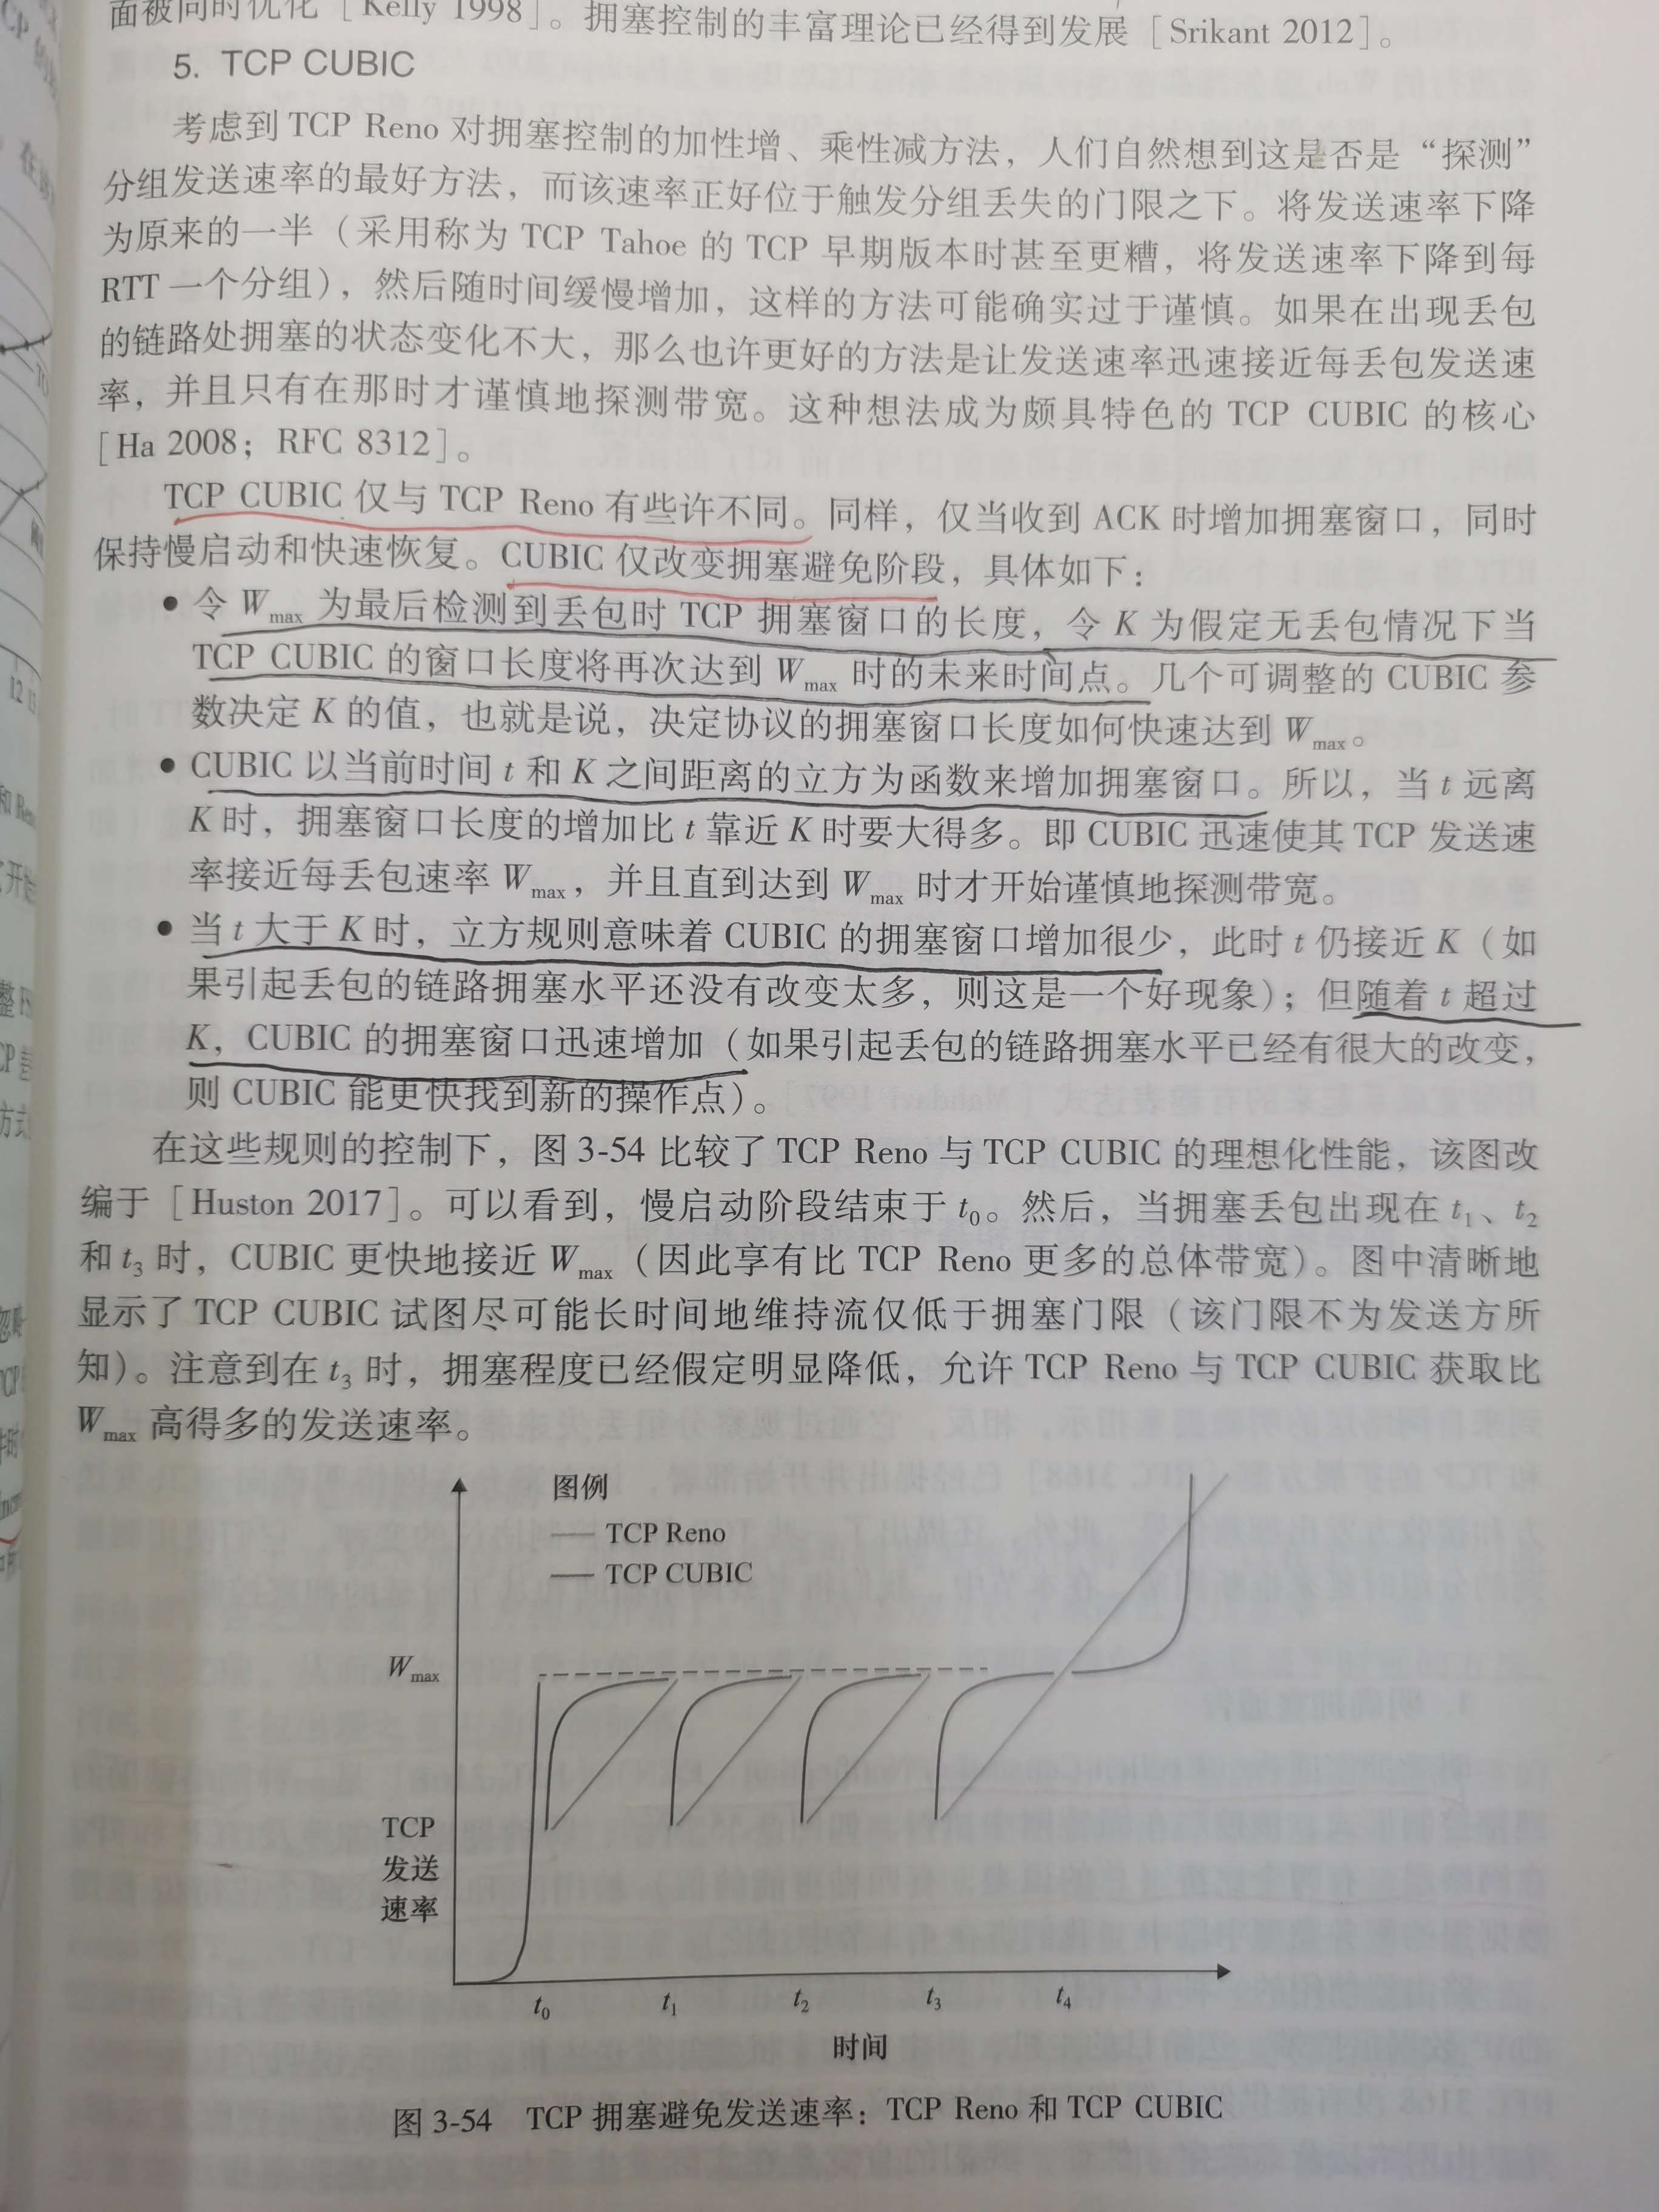 面被同时优化［Kelly 1998］。拥塞控制的丰富理论已经得到发展［Srikant 2012］。
5. TCP CUBIC
考虑到 TCP Reno 对拥塞控制的加性增、乘性减方法，人们自然想到这是否是“探测”
分组发送速率的最好方法，而该速率正好位于触发分组丢失的门限之下。将发送速率下降
为原来的一半（采用称为 TCP Tahoe 的 TCP 早期版本时甚至更糟，将发送速率下降到每
RTT 一个分组），然后随时间缓慢增加，这样的方法可能确实过于谨慎。如果在出现丢包
的链路处拥塞的状态变化不大，那么也许更好的方法是让发送速率迅速接近每丢包发送速
率，并且只有在那时才谨慎地探测带宽。这种想法成为颇具特色的 TCP CUBIC 的核心
［Ha 2008；RFC 8312］。
TCP CUBIC 仅与 TCP Reno 有些许不同。同样，仅当收到 ACK 时增加拥塞窗口，同时
保持慢启动和快速恢复。CUBIC 仅改变拥塞避免阶段，具体如下：
● 令 Wmax 为最后检测到丢包时 TCP 拥塞窗口的长度，令 K 为假定无丢包情况下当
TCP CUBIC 的窗口长度将再次达到 Wmax 时的未来时间点。几个可调整的 CUBIC 参
数决定 K 的值，也就是说，决定协议的拥塞窗口长度如何快速达到 Wmax。
● CUBIC 以当前时间 t 和 K 之间距离的立方为函数来增加拥塞窗口。所以，当 t 远离
K 时，拥塞窗口长度的增加比 t 靠近 K 时要大得多。即 CUBIC 迅速使其 TCP 发送速
率接近每丢包速率 Wmax，并且直到达到 Wmax 时才开始谨慎地探测带宽。
● 当 t 大于 K 时，立方规则意味着 CUBIC 的拥塞窗口增加很少，此时 t 仍接近 K（如
果引起丢包的链路拥塞水平还没有改变太多，则这是一个好现象）；但随着 t 超过
K，CUBIC 的拥塞窗口迅速增加（如果引起丢包的链路拥塞水平已经有很大的改变，
则 CUBIC 能更快找到新的操作点）。
在这些规则的控制下，图 3-54 比较了 TCP Reno 与 TCP CUBIC 的理想化性能，该图改
编于［Huston 2017］。可以看到，慢启动阶段结束于 t0。然后，当拥塞丢包出现在 t1、t2
和 t3 时，CUBIC 更快地接近 Wmax（因此享有比 TCP Reno 更多的总体带宽）。图中清晰地
显示了 TCP CUBIC 试图尽可能长时间地维持流仅低于拥塞门限（该门限不为发送方所
知）。注意到在 t3 时，拥塞程度已经假定明显降低，允许 TCP Reno 与 TCP CUBIC 获取比
Wmax 高得多的发送速率。
图例
TCP Reno
TCP CUBIC
Wmax
TCP
发送
速率
t0 t1 t2 t3 t4
时间
图 3-54 TCP 拥塞避免发送速率：TCP Reno 和 TCP CUBIC